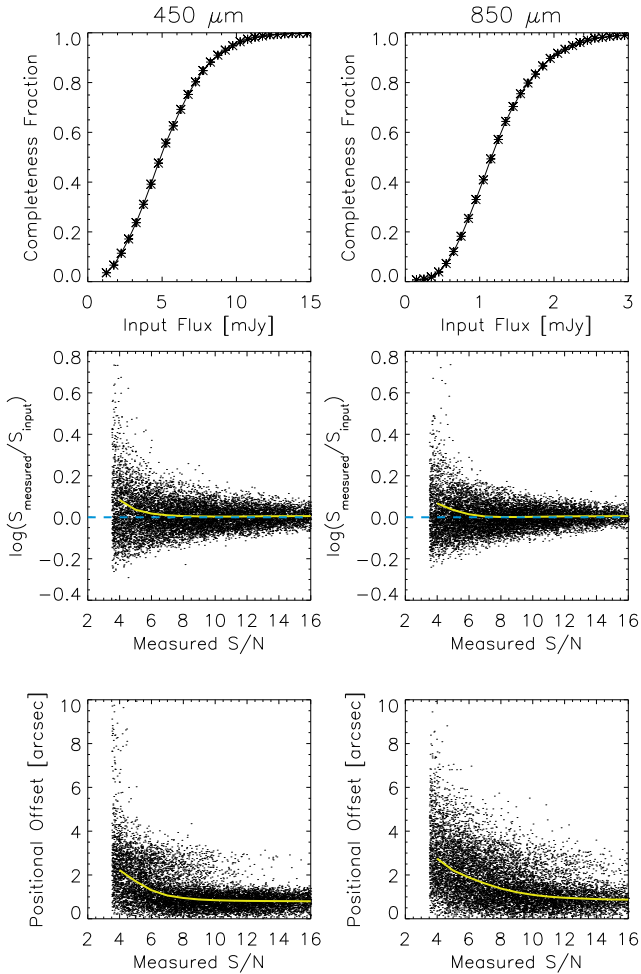 450 μm
850 μm
Completeness Fraction
1.0
0.8
0.6
0.4
0.2
0.0
0 5 10 15
Input Flux [mJy]
Completeness Fraction
1.0
0.8
0.6
0.4
0.2
0.0
0 1 2 3
Input Flux [mJy]
log(Smeasured/Sinput)
0.8
0.6
0.4
0.2
0.0
−0.2
−0.4
2 4 6 8 10 12 14 16
Measured S/N
log(Smeasured/Sinput)
0.8
0.6
0.4
0.2
0.0
−0.2
−0.4
2 4 6 8 10 12 14 16
Measured S/N
Positional Offset [arcsec]
10
8
6
4
2
0
2 4 6 8 10 12 14 16
Measured S/N
Positional Offset [arcsec]
10
8
6
4
2
0
2 4 6 8 10 12 14 16
Measured S/N